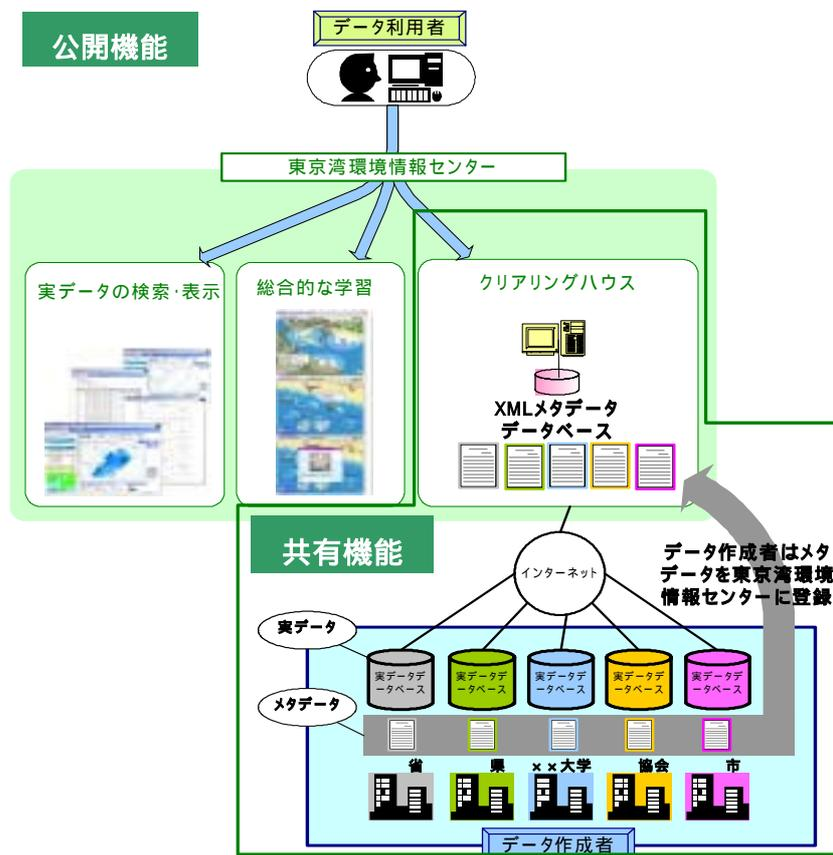 公開機能
データ利用者
東京湾環境情報センター
実データの検索・表示
総合的な学習
クリアリングハウス
XMLメタデータ
データベース
共有機能
インターネット
データ作成者はメタ
データを東京湾環境
情報センターに登録
実データ
実データデ
ータベース
実データデ
ータベース
実データデ
ータベース
実データデ
ータベース
実データデ
ータベース
メタデータ
省
県
××大学
協会
市
データ作成者